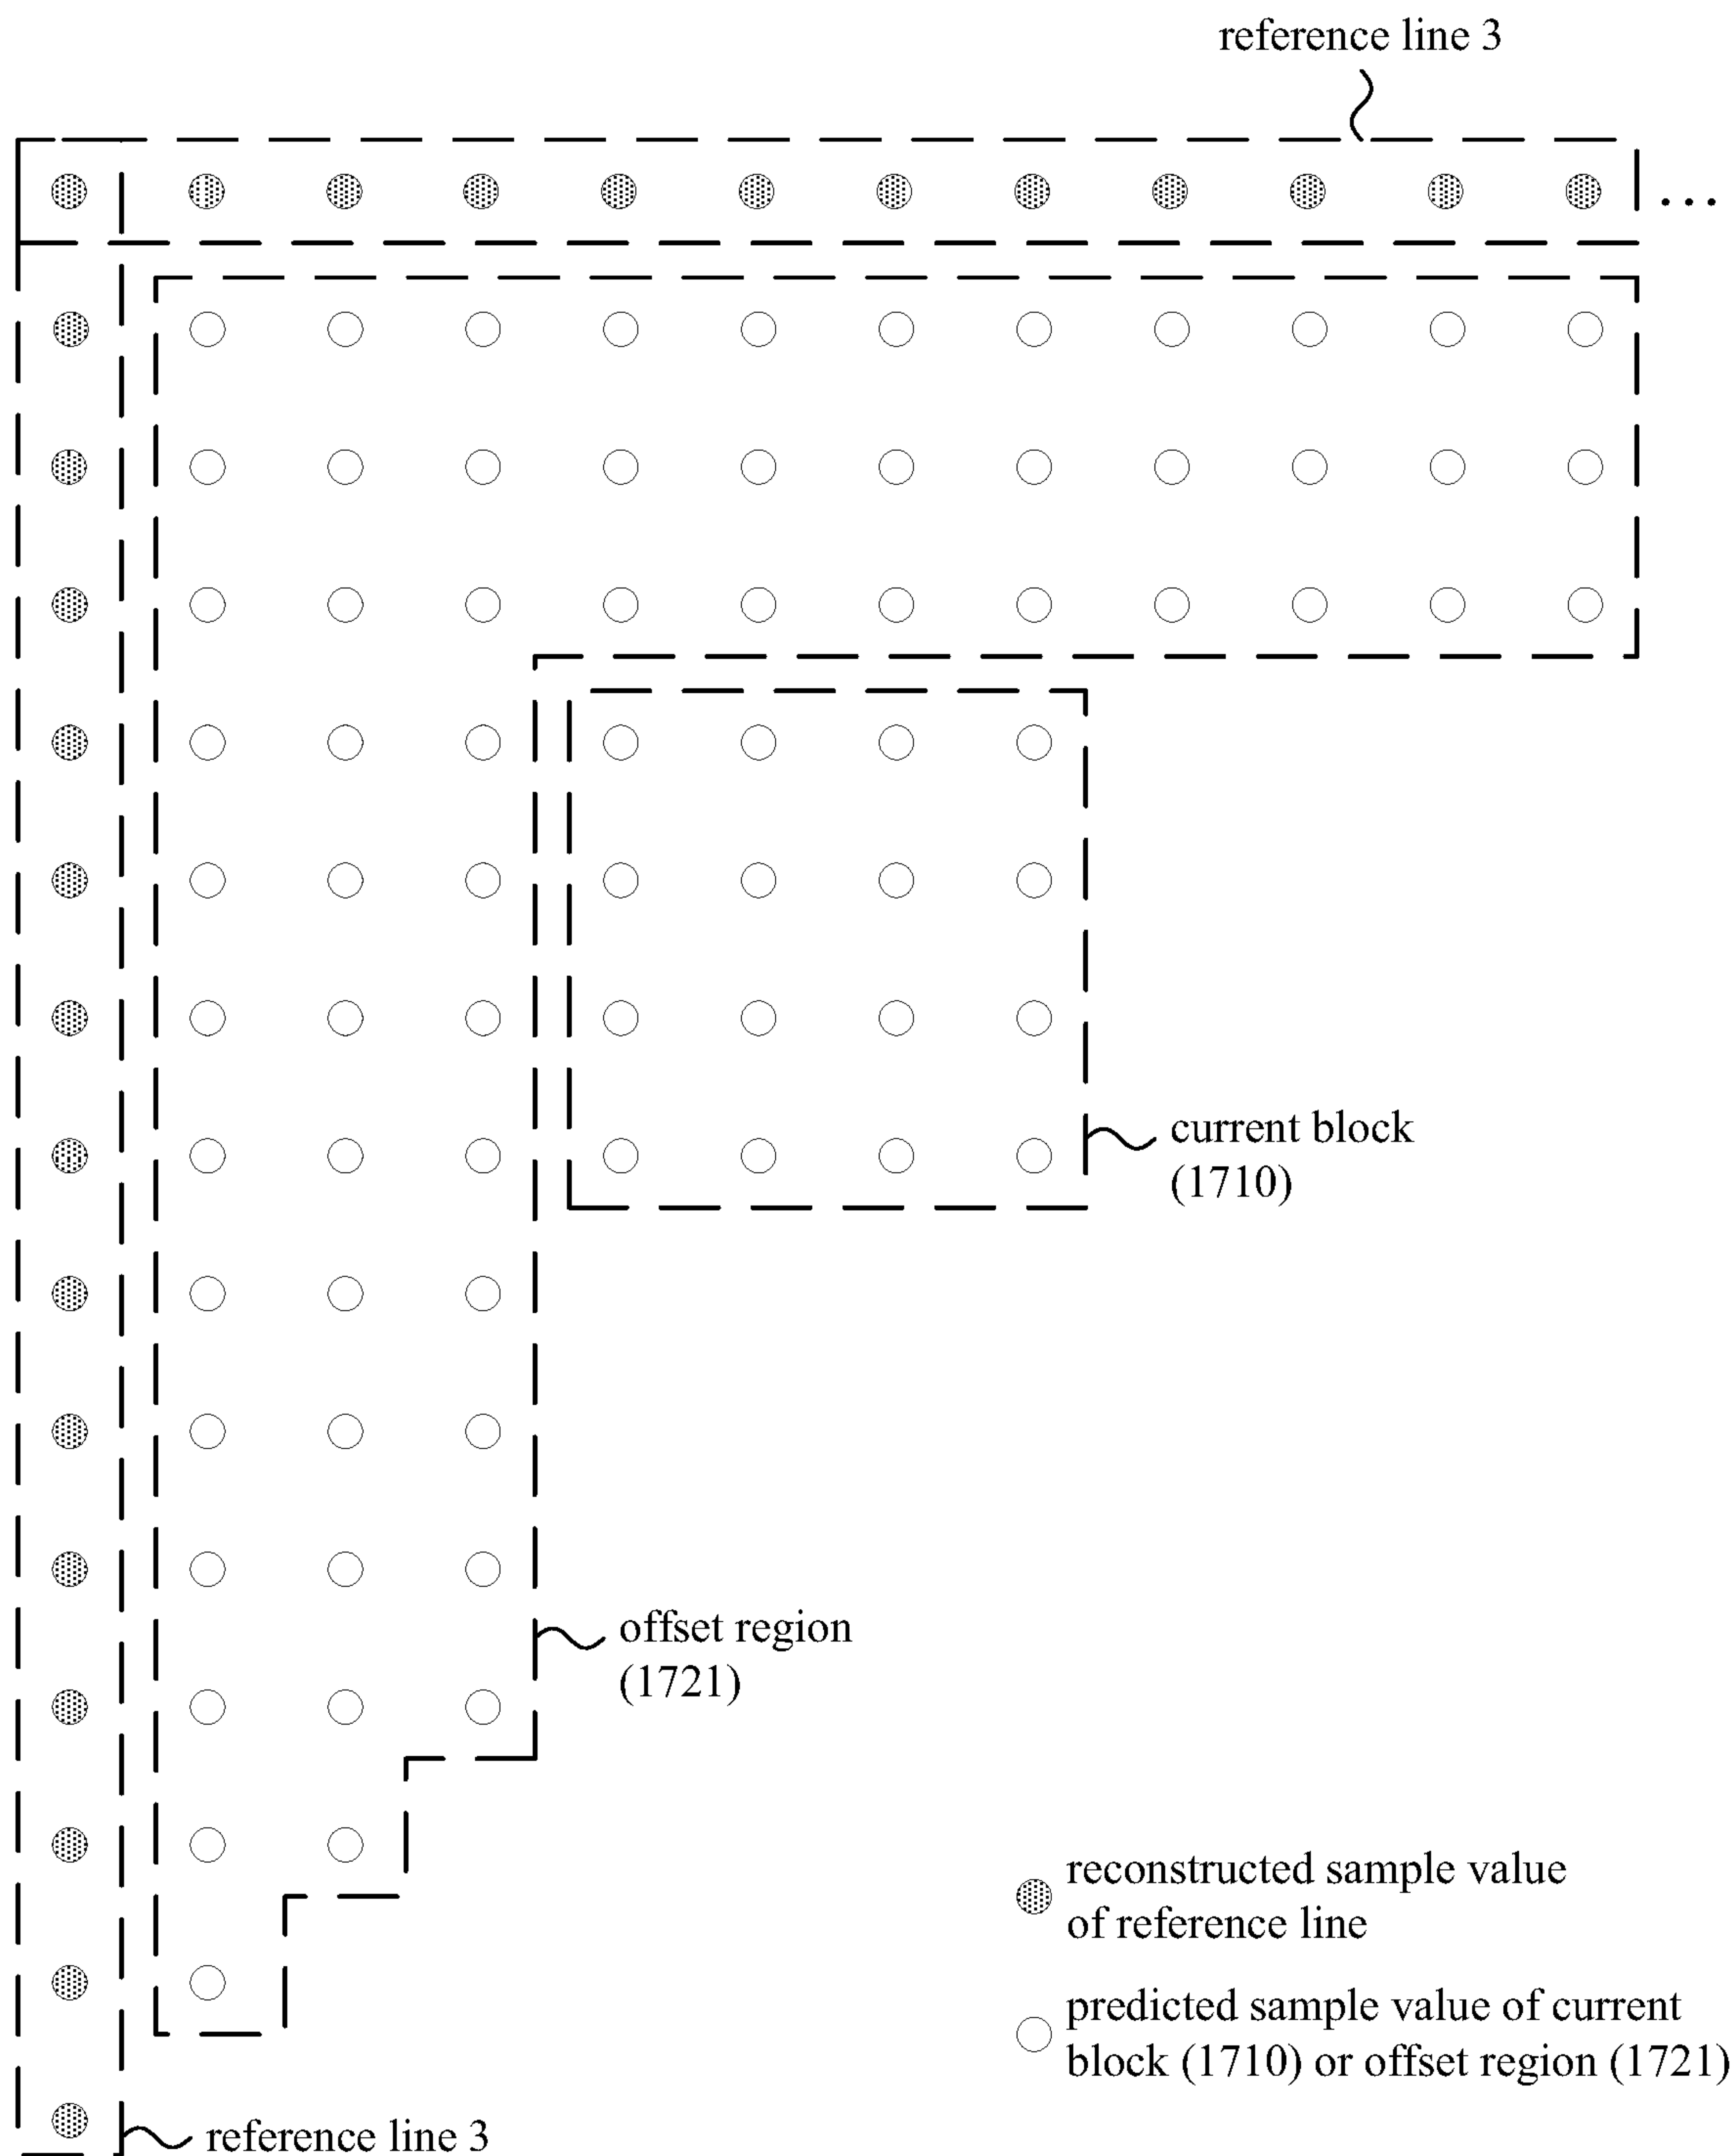 reference line 3
...
current block
(1710)
offset region
(1721)
reconstructed sample value
of reference line
predicted sample value of current
block (1710) or offset region (1721)
reference line 3